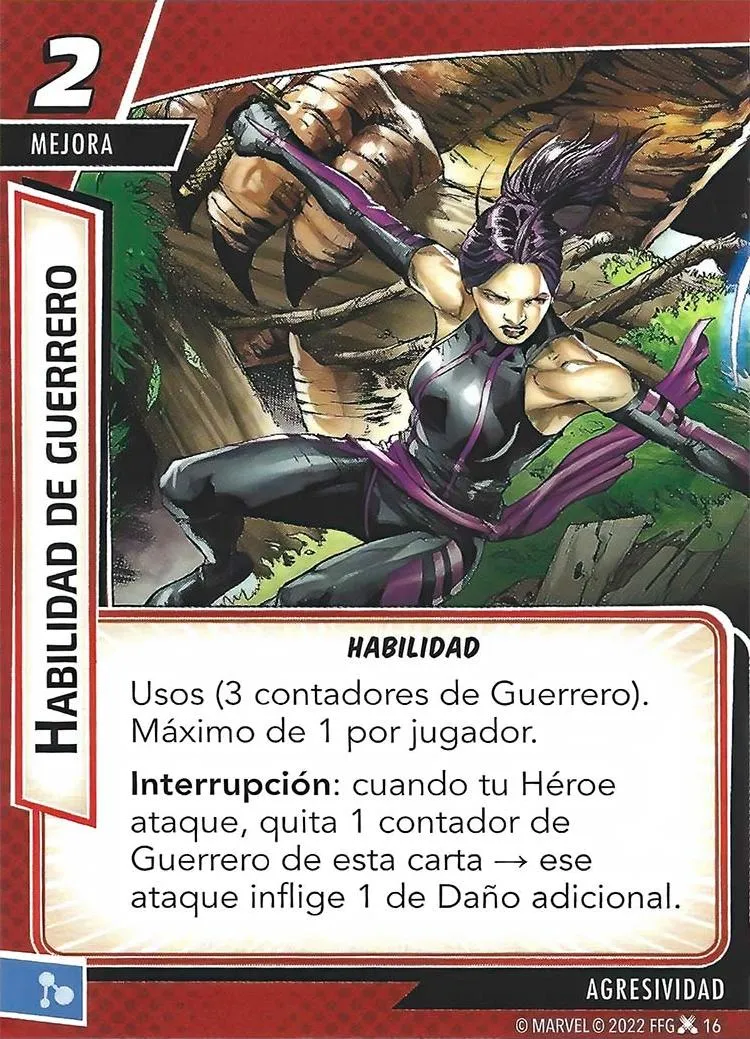 2
MEJORA
HABILIDAD DE GUERRERO
HABILIDAD
Usos (3 contadores de Guerrero).
Máximo de 1 por jugador.
Interrupción: cuando tu Héroe
ataque, quita 1 contador de
Guerrero de esta carta → ese
ataque inflige 1 de Daño adicional.
AGRESIVIDAD
© MARVEL © 2022 FFG 16